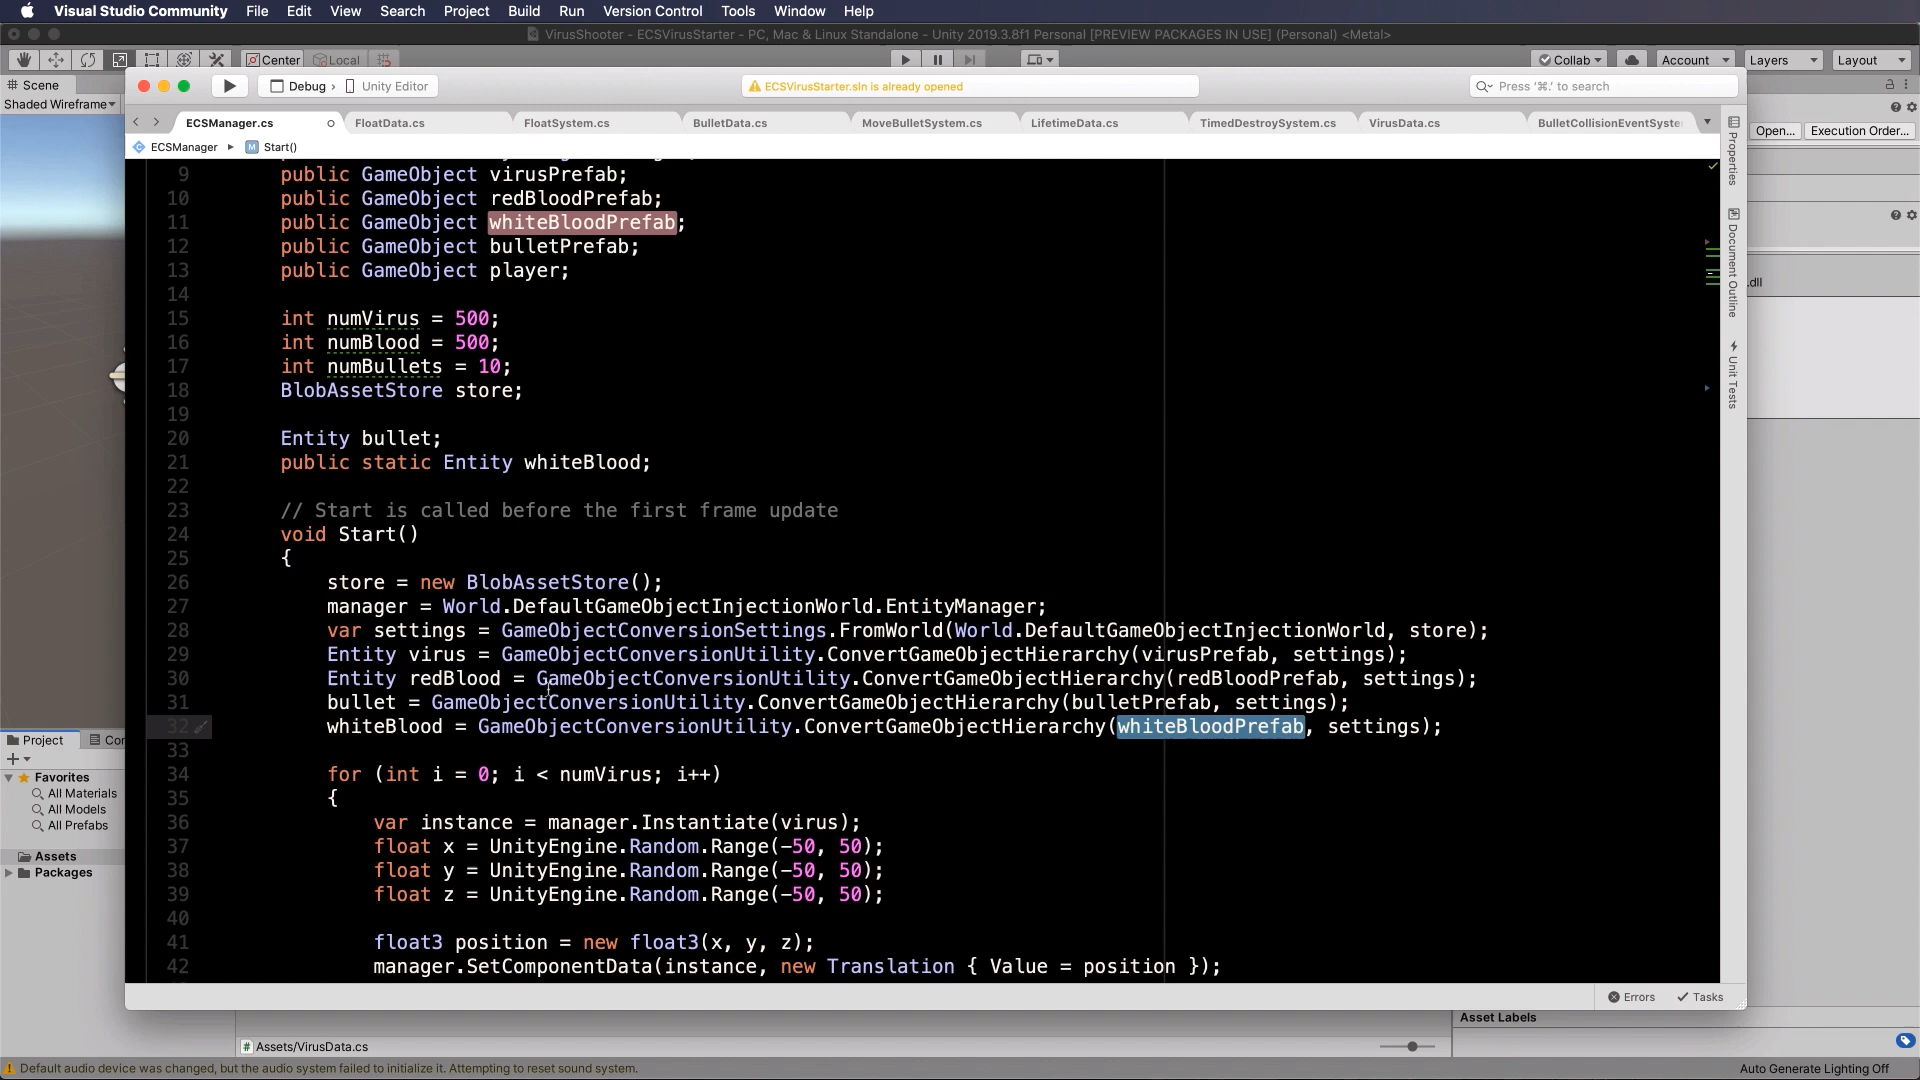 Visual Studio Community File Edit View Search Project Build Run Version Control Tools Window Help
VirusShooter - ECSVirusStarter - PC, Mac & Linux Standalone - Unity 2019.3.8f1 Personal [PREVIEW PACKAGES IN USE] (Personal) <Metal>
Center Local Collab Account Layers Layout
# Scene
Debug › Unity Editor ECSVirusStarter.sln is already opened Press '⌘.' to search
Shaded Wireframe
ECSManager.cs FloatData.cs FloatSystem.cs BulletData.cs MoveBulletSystem.cs LifetimeData.cs TimedDestroySystem.cs VirusData.cs BulletCollisionEventSyste
Open... Execution Order...
ECSManager ▸ M Start()
Properties
Document Outline
Unit Tests
.dll
9 public GameObject virusPrefab;
10 public GameObject redBloodPrefab;
11 public GameObject whiteBloodPrefab;
12 public GameObject bulletPrefab;
13 public GameObject player;
14
15 int numVirus = 500;
16 int numBlood = 500;
17 int numBullets = 10;
18 BlobAssetStore store;
19
20 Entity bullet;
21 public static Entity whiteBlood;
22
23 // Start is called before the first frame update
24 void Start()
25 {
26 store = new BlobAssetStore();
27 manager = World.DefaultGameObjectInjectionWorld.EntityManager;
28 var settings = GameObjectConversionSettings.FromWorld(World.DefaultGameObjectInjectionWorld, store);
29 Entity virus = GameObjectConversionUtility.ConvertGameObjectHierarchy(virusPrefab, settings);
30 Entity redBlood = GameObjectConversionUtility.ConvertGameObjectHierarchy(redBloodPrefab, settings);
31 bullet = GameObjectConversionUtility.ConvertGameObjectHierarchy(bulletPrefab, settings);
32 whiteBlood = GameObjectConversionUtility.ConvertGameObjectHierarchy(whiteBloodPrefab, settings);
33
34 for (int i = 0; i < numVirus; i++)
35 {
36 var instance = manager.Instantiate(virus);
37 float x = UnityEngine.Random.Range(-50, 50);
38 float y = UnityEngine.Random.Range(-50, 50);
39 float z = UnityEngine.Random.Range(-50, 50);
40
41 float3 position = new float3(x, y, z);
42 manager.SetComponentData(instance, new Translation { Value = position });
Project Con
Favorites
All Materials
All Models
All Prefabs
Assets
Packages
Errors Tasks
Asset Labels
# Assets/VirusData.cs
Default audio device was changed, but the audio system failed to initialize it. Attempting to reset sound system.
Auto Generate Lighting Off